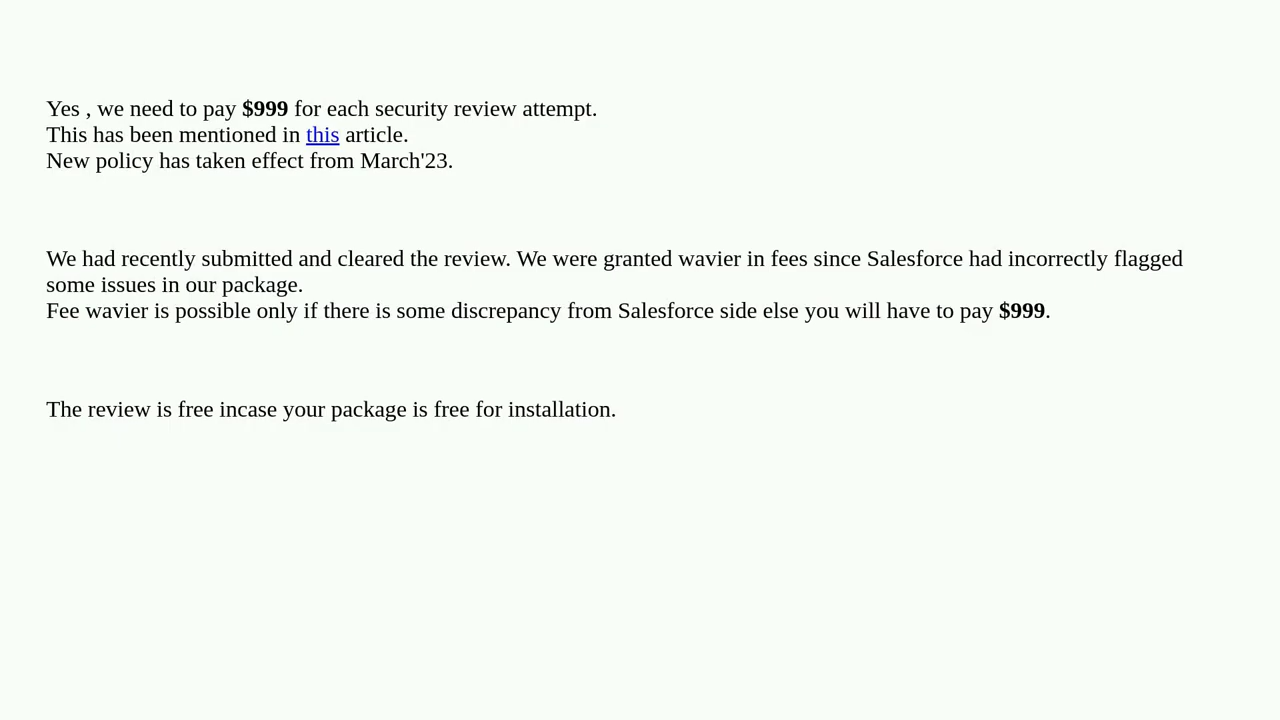 Yes , we need to pay $999 for each security review attempt.
This has been mentioned in this article.
New policy has taken effect from March'23.
We had recently submitted and cleared the review. We were granted wavier in fees since Salesforce had incorrectly flagged
some issues in our package.
Fee wavier is possible only if there is some discrepancy from Salesforce side else you will have to pay $999.
The review is free incase your package is free for installation.